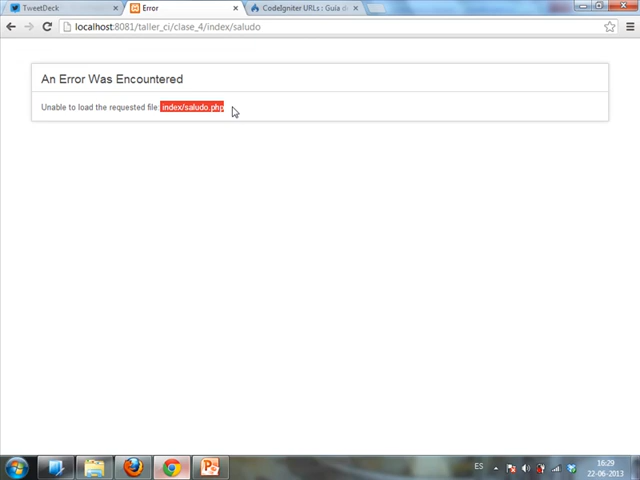 TweetDeck
Error
CodeIgniter URLs : Guía d
localhost:8081/taller_ci/clase_4/index/saludo
An Error Was Encountered
Unable to load the requested file: index/saludo.php
ES
16:29
22-06-2013